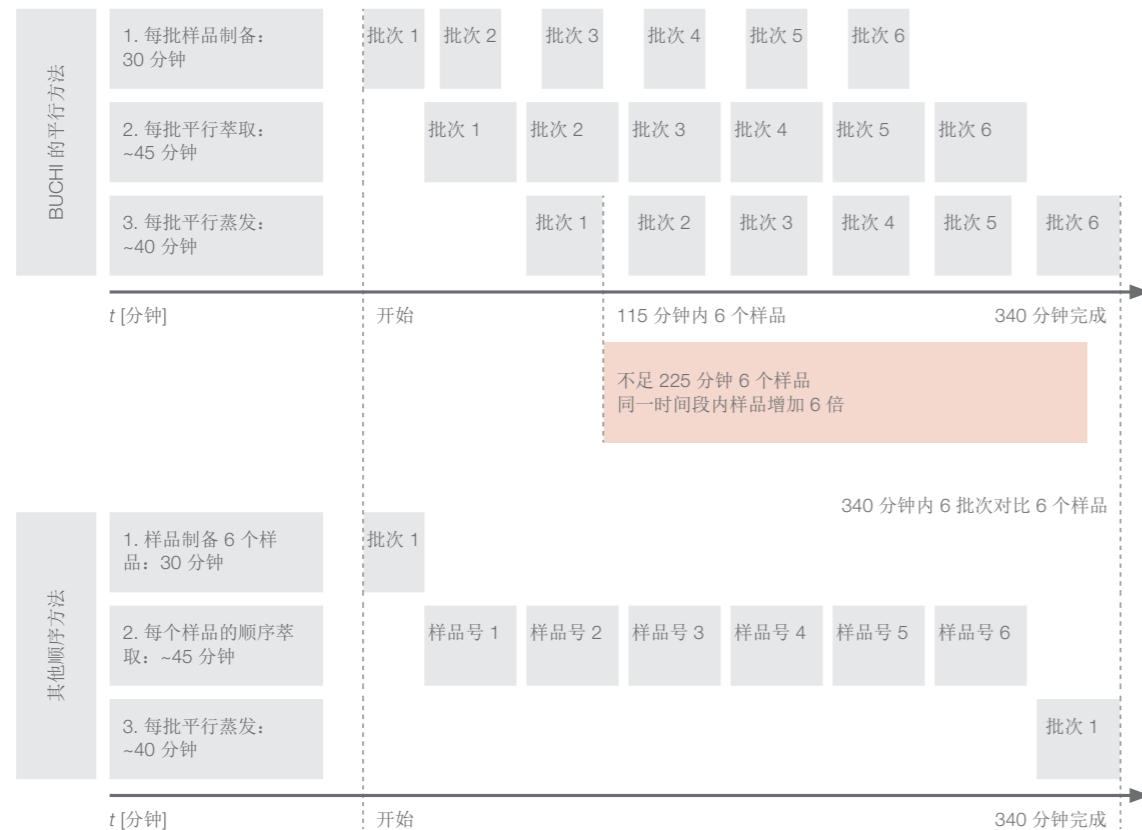 BUCHI 的平行方法
1. 每批样品制备：
30 分钟
批次 1
批次 2
批次 3
批次 4
批次 5
批次 6
2. 每批平行萃取：
~45 分钟
批次 1
批次 2
批次 3
批次 4
批次 5
批次 6
3. 每批平行蒸发：
~40 分钟
批次 1
批次 2
批次 3
批次 4
批次 5
批次 6
t [分钟]
开始
115 分钟内 6 个样品
340 分钟完成
不足 225 分钟 6 个样品
同一时间段内样品增加 6 倍
340 分钟内 6 批次对比 6 个样品
其他顺序方法
1. 样品制备 6 个样
品：30 分钟
批次 1
2. 每个样品的顺序萃
取：~45 分钟
样品号 1
样品号 2
样品号 3
样品号 4
样品号 5
样品号 6
3. 每批平行蒸发：
~40 分钟
批次 1
t [分钟]
开始
340 分钟完成